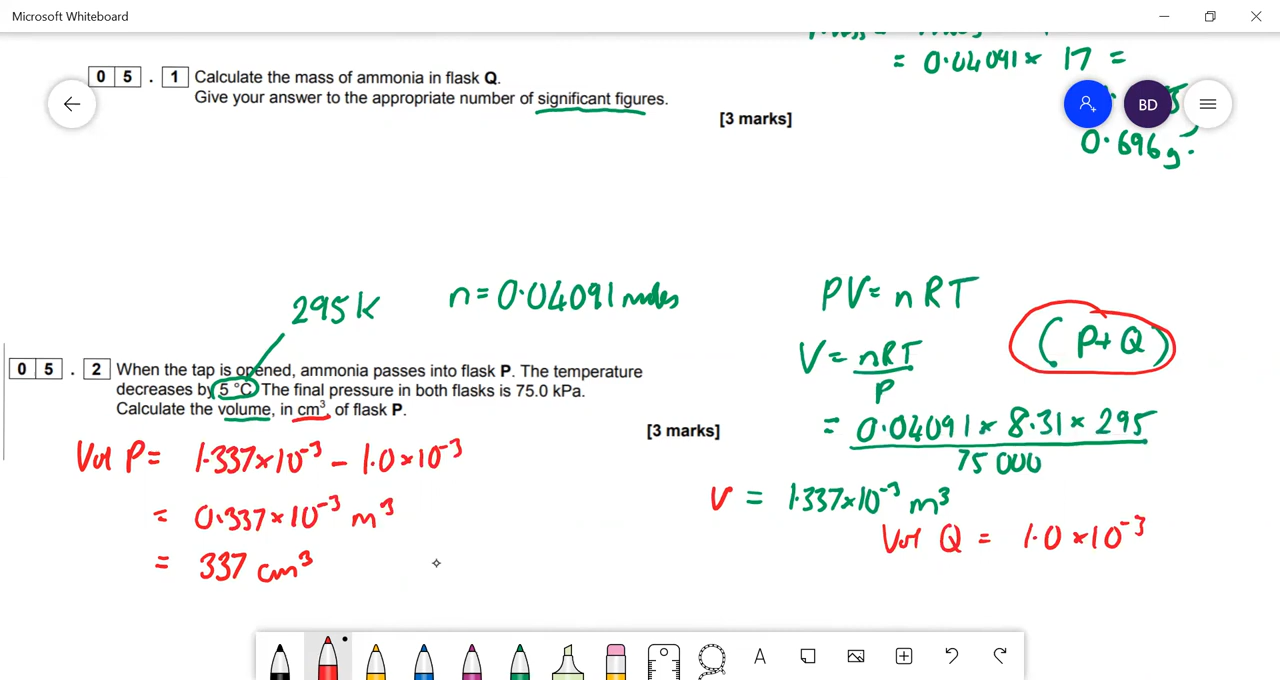 Microsoft Whiteboard
= 0.04091 × 17 =
0 5 . 1 Calculate the mass of ammonia in flask Q.
Give your answer to the appropriate number of significant figures.
[3 marks]
BD
0.696g.
295K
n = 0.04091 moles
PV = nRT
(P+Q)
V = nRT
P
0 5 . 2 When the tap is opened, ammonia passes into flask P. The temperature
decreases by 5 °C. The final pressure in both flasks is 75.0 kPa.
Calculate the volume, in cm³, of flask P.
[3 marks]
= 0.04091 × 8.31 × 295
75000
V = 1.337×10⁻³ m³
Vol Q = 1.0 ×10⁻³
Vol P = 1.337×10⁻³ – 1.0×10⁻³
= 0.337×10⁻³ m³
= 337 cm³
A